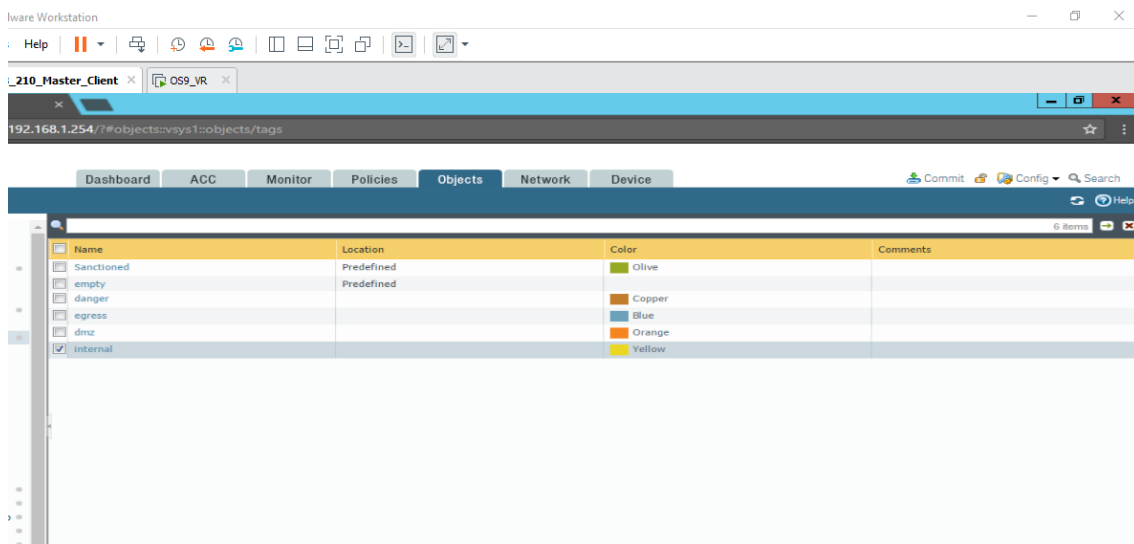 lware Workstation
Help
_210_Master_Client × OS9_VR ×
192.168.1.254/?#objects::vsys1::objects/tags
Dashboard ACC Monitor Policies Objects Network Device Commit Config Search
Help
6 items
Name Location Color Comments
Sanctioned Predefined Olive
empty Predefined
danger Copper
egress Blue
dmz Orange
internal Yellow